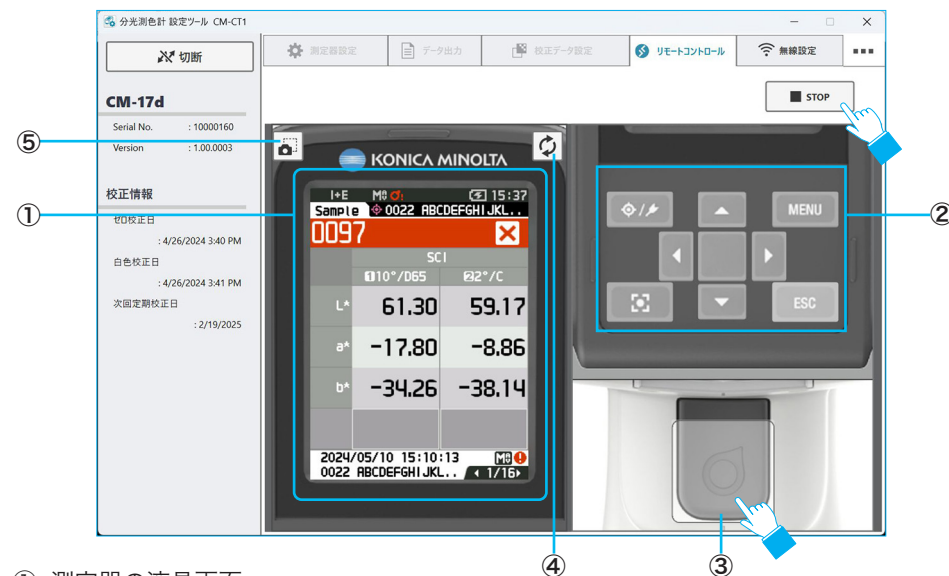 分光測色計 設定ツール CM-CT1
切断
測定器設定
データ出力
校正データ設定
リモートコントロール
無線設定
STOP
CM-17d
Serial No. : 10000160
Version : 1.00.0003
校正情報
ゼロ校正日
: 4/26/2024 3:40 PM
白色校正日
: 4/26/2024 3:41 PM
次回定期校正日
: 2/19/2025
⑤
①
②
④
③
KONICA MINOLTA
I+E 15:37
Sample 0022 ABCDEFGHIJKL..
0097
SCI
1 10°/D65 2 2°/C
L* 61.30 59.17
a* -17.80 -8.86
b* -34.26 -38.14
2024/05/10 15:10:13
0022 ABCDEFGHIJKL.. 1/16
MENU
ESC
① 測定器の液晶画面